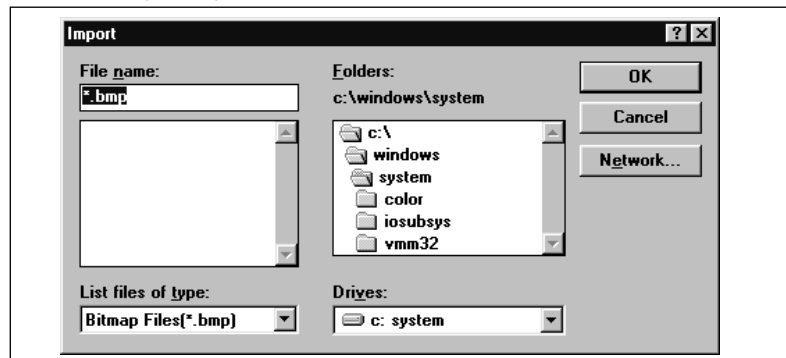 Import
File name:
*.bmp
Folders:
c:\windows\system
c:\
windows
system
color
iosubsys
vmm32
OK
Cancel
Network...
List files of type:
Bitmap Files(*.bmp)
Drives:
c: system